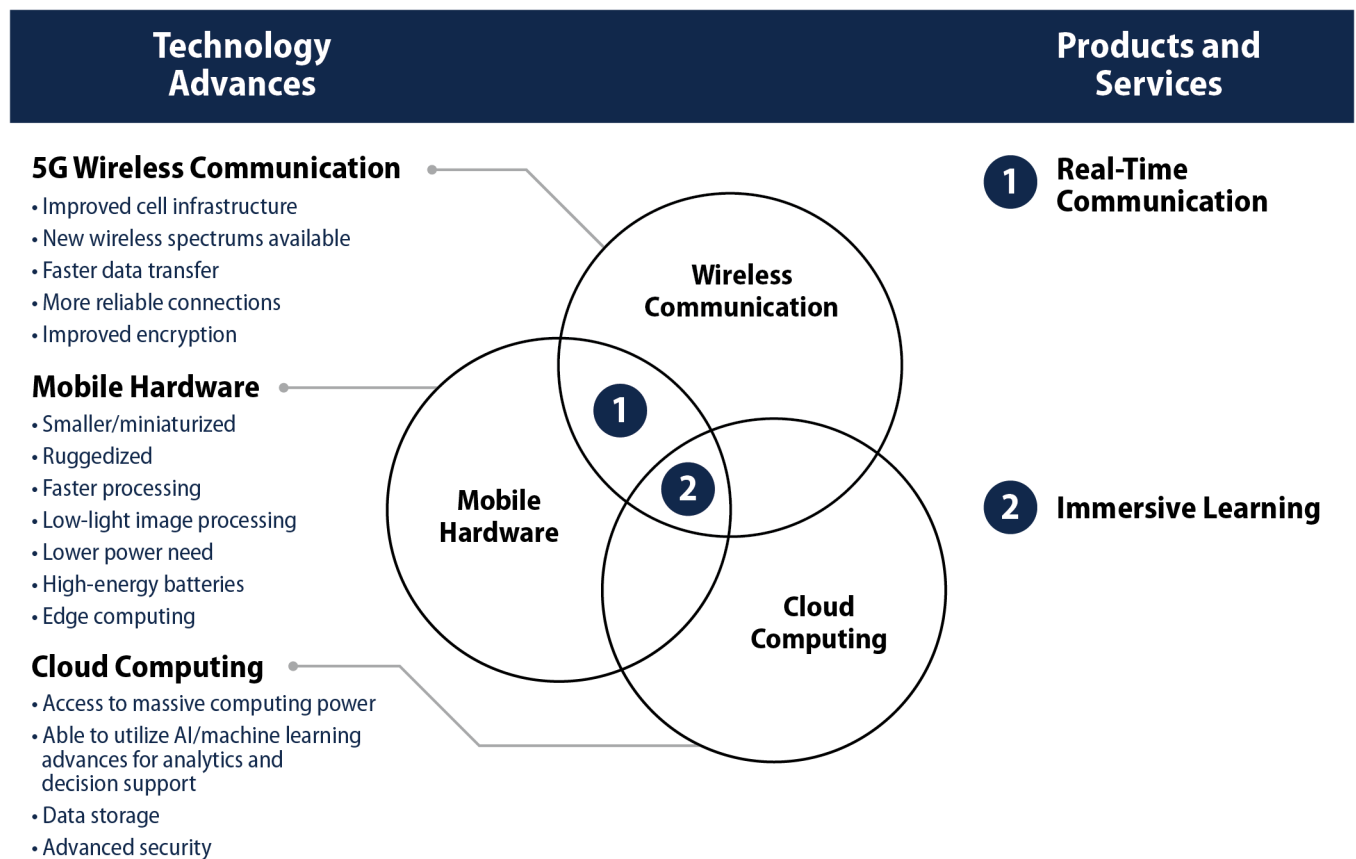 Technology
Advances
Products and
Services
5G Wireless Communication
• Improved cell infrastructure
• New wireless spectrums available
• Faster data transfer
• More reliable connections
• Improved encryption
Mobile Hardware
• Smaller/miniaturized
• Ruggedized
• Faster processing
• Low-light image processing
• Lower power need
• High-energy batteries
• Edge computing
Cloud Computing
• Access to massive computing power
• Able to utilize AI/machine learning
advances for analytics and
decision support
• Data storage
• Advanced security
Wireless
Communication
1
2
Mobile
Hardware
Cloud
Computing
1 Real-Time
Communication
2 Immersive Learning